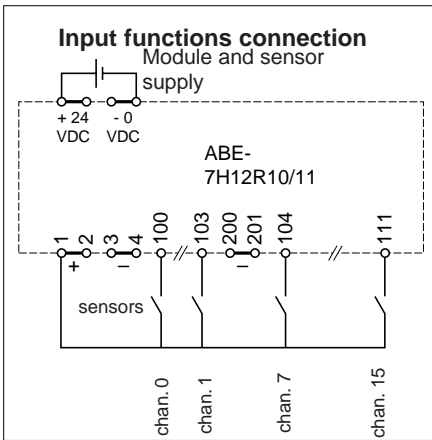 Input functions connection
Module and sensor
supply
+ 24
VDC
- 0
VDC
ABE-
7H12R10/11
1 2 3 4 100 103 200 201 104 111
+ – –
sensors
chan. 0
chan. 1
chan. 7
chan. 15